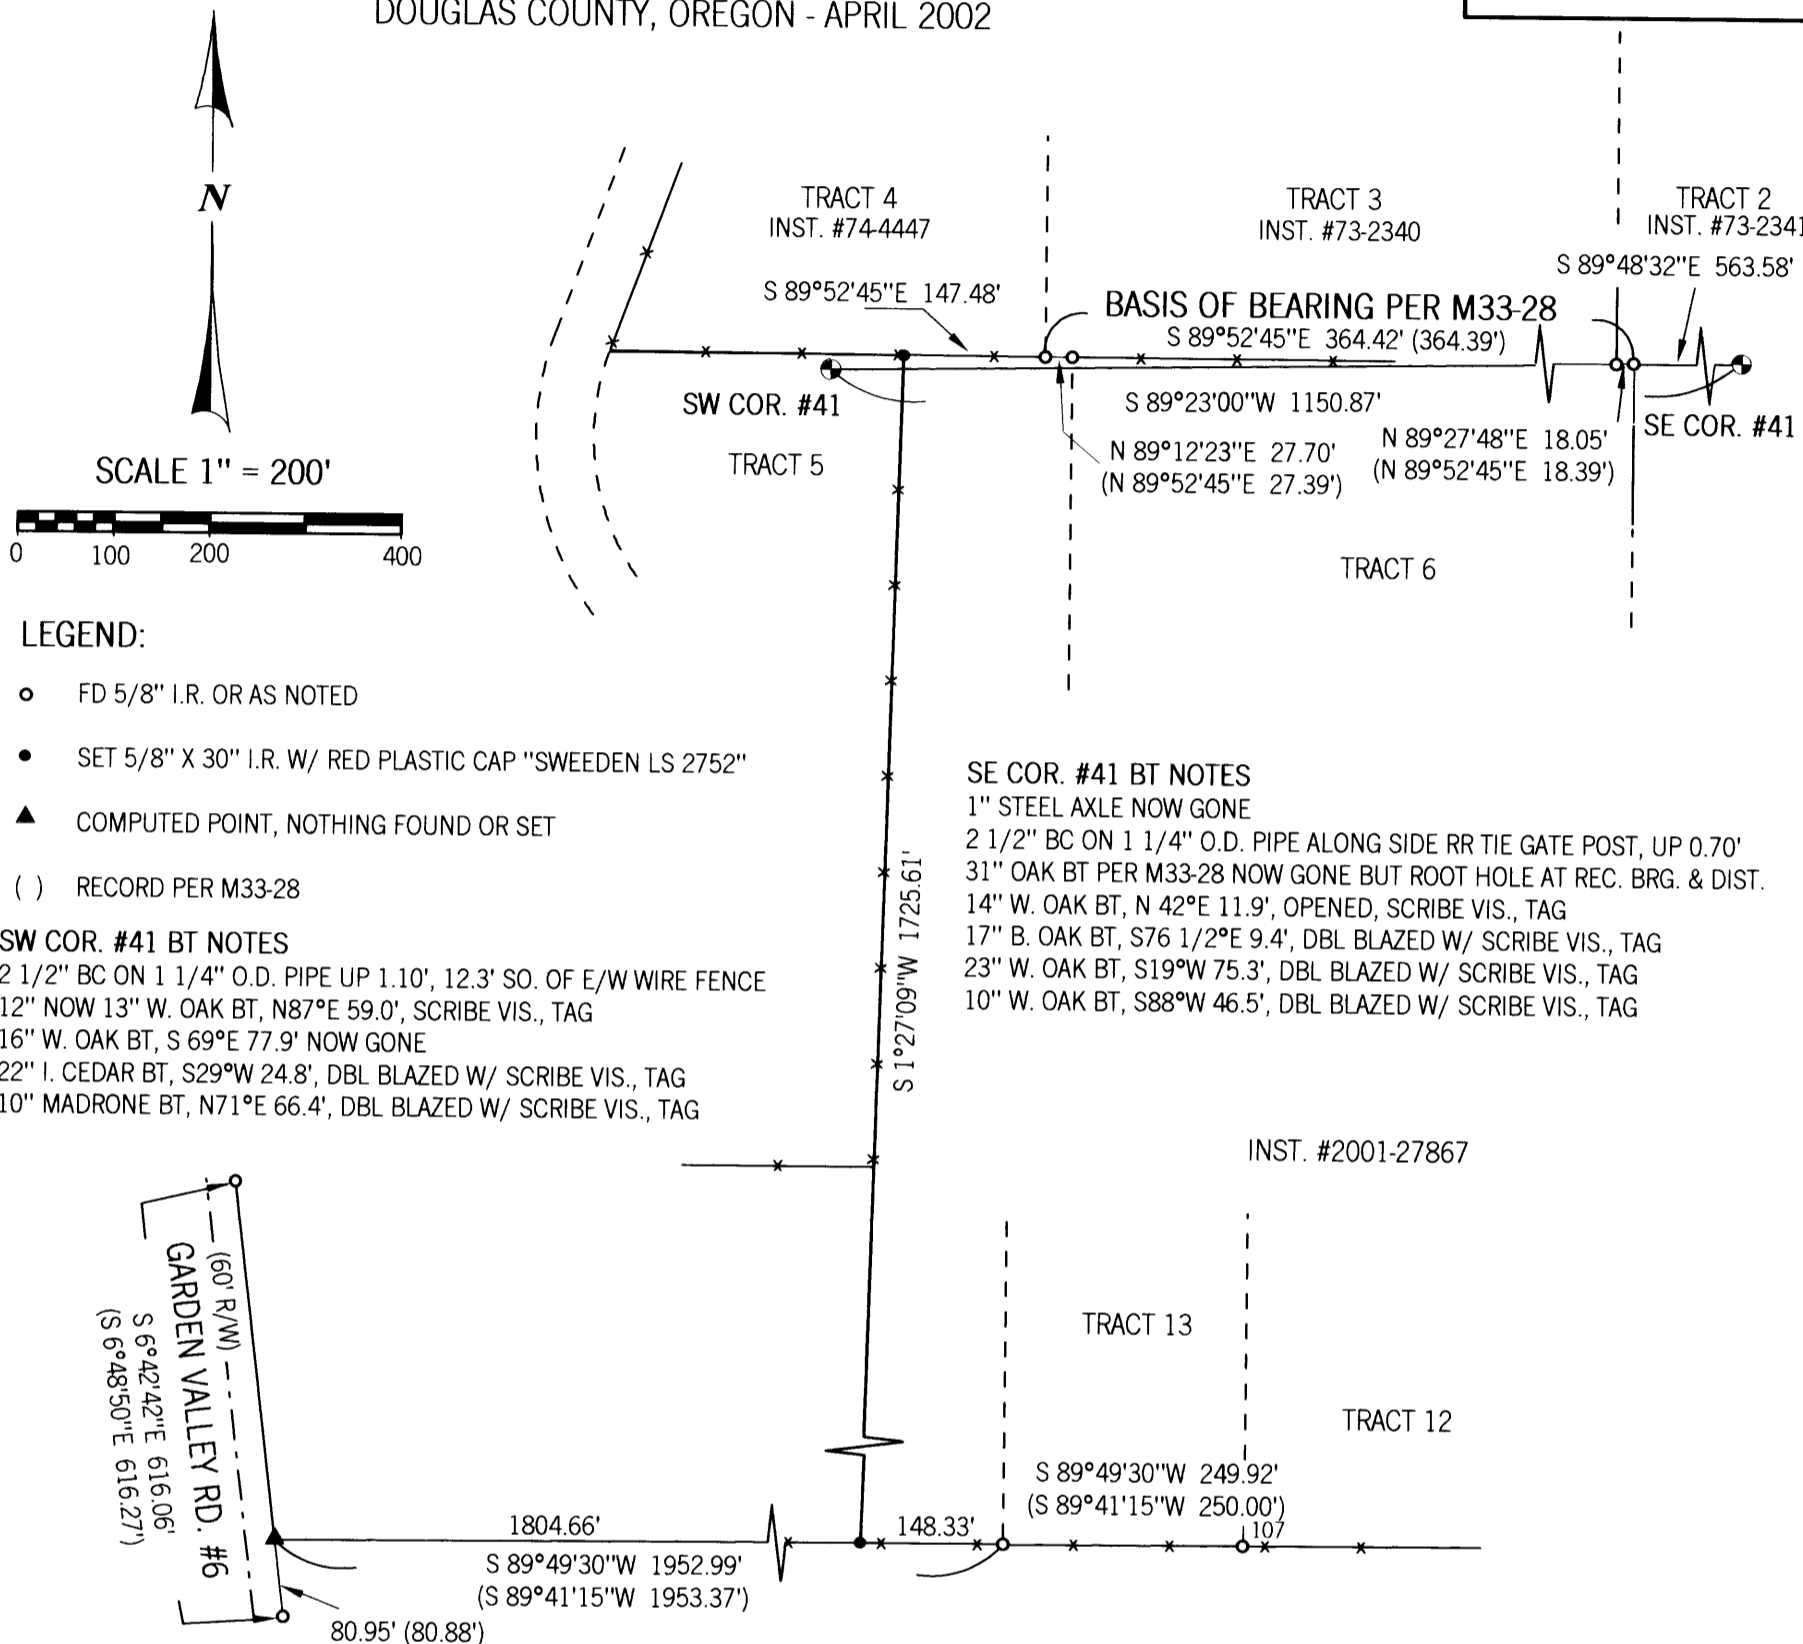 DOUGLAS COUNTY, OREGON - APRIL 2002
N
SCALE 1" = 200'
0 100 200 400
TRACT 4
INST. #74-4447
TRACT 3
INST. #73-2340
TRACT 2
INST. #73-2341
S 89°48'32"E 563.58'
S 89°52'45"E 147.48'
BASIS OF BEARING PER M33-28
S 89°52'45"E 364.42' (364.39')
SW COR. #41
S 89°23'00"W 1150.87'
SE COR. #41
N 89°12'23"E 27.70'
(N 89°52'45"E 27.39')
N 89°27'48"E 18.05'
(N 89°52'45"E 18.39')
TRACT 5
TRACT 6
LEGEND:
FD 5/8" I.R. OR AS NOTED
SET 5/8" X 30" I.R. W/ RED PLASTIC CAP "SWEEDEN LS 2752"
COMPUTED POINT, NOTHING FOUND OR SET
( ) RECORD PER M33-28
SW COR. #41 BT NOTES
2 1/2" BC ON 1 1/4" O.D. PIPE UP 1.10', 12.3' SO. OF E/W WIRE FENCE
12" NOW 13" W. OAK BT, N87°E 59.0', SCRIBE VIS., TAG
16" W. OAK BT, S 69°E 77.9' NOW GONE
22" I. CEDAR BT, S29°W 24.8', DBL BLAZED W/ SCRIBE VIS., TAG
10" MADRONE BT, N71°E 66.4', DBL BLAZED W/ SCRIBE VIS., TAG
SE COR. #41 BT NOTES
1" STEEL AXLE NOW GONE
2 1/2" BC ON 1 1/4" O.D. PIPE ALONG SIDE RR TIE GATE POST, UP 0.70'
31" OAK BT PER M33-28 NOW GONE BUT ROOT HOLE AT REC. BRG. & DIST.
14" W. OAK BT, N 42°E 11.9', OPENED, SCRIBE VIS., TAG
17" B. OAK BT, S76 1/2°E 9.4', DBL BLAZED W/ SCRIBE VIS., TAG
23" W. OAK BT, S19°W 75.3', DBL BLAZED W/ SCRIBE VIS., TAG
10" W. OAK BT, S88°W 46.5', DBL BLAZED W/ SCRIBE VIS., TAG
S 1°27'09"W 1725.61'
INST. #2001-27867
(60' R/W)
GARDEN VALLEY RD. #6
S 6°42'42"E 616.06'
(S 6°48'50"E 616.27')
TRACT 13
TRACT 12
S 89°49'30"W 249.92'
(S 89°41'15"W 250.00')
107
1804.66'
148.33'
S 89°49'30"W 1952.99'
(S 89°41'15"W 1953.37')
80.95' (80.88')